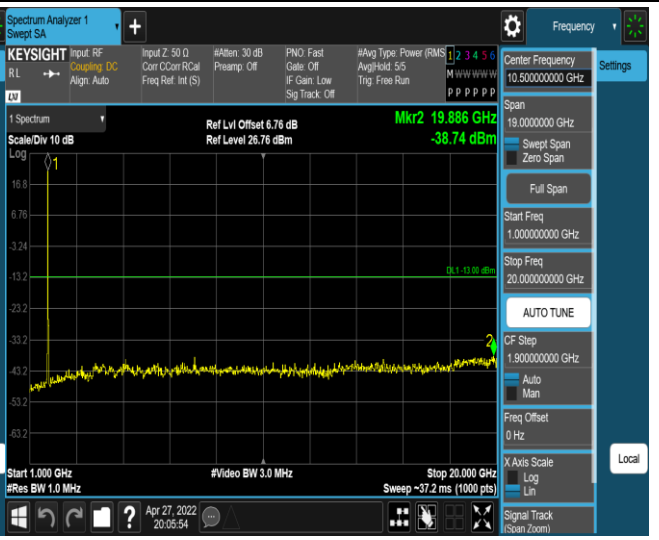 Spectrum Analyzer 1
Swept SA
Frequency
KEYSIGHT
RL
LXI
Input: RF
Coupling: DC
Align: Auto
Input Z: 50 Ω
Corr CCorr RCal
Freq Ref: Int (S)
#Atten: 30 dB
Preamp: Off
PNO: Fast
Gate: Off
IF Gain: Low
Sig Track: Off
#Avg Type: Power (RMS
Avg|Hold: 5/5
Trig: Free Run
1 2 3 4 5 6
M W W W W W
P P P P P P
Center Frequency
10.500000000 GHz
Settings
Span
19.0000000 GHz
Swept Span
Zero Span
Full Span
Start Freq
1.000000000 GHz
Stop Freq
20.000000000 GHz
AUTO TUNE
CF Step
1.900000000 GHz
Auto
Man
Freq Offset
0 Hz
X Axis Scale
Log
Lin
Signal Track
(Span Zoom)
Local
1 Spectrum
Scale/Div 10 dB
Log
Ref Lvl Offset 6.76 dB
Ref Level 26.76 dBm
Mkr2 19.886 GHz
-38.74 dBm
1
16.8
6.76
-3.24
-13.2
DL1 -13.00 dBm
-23.2
-33.2
2
-43.2
-53.2
-63.2
Start 1.000 GHz
#Video BW 3.0 MHz
Stop 20.000 GHz
#Res BW 1.0 MHz
Sweep ~37.2 ms (1000 pts)
?
Apr 27, 2022
20:05:54